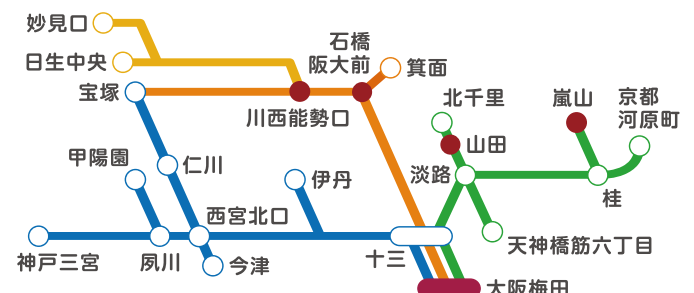 妙見口
日生中央
石橋
阪大前
箕面
宝塚
川西能勢口
北千里
嵐山
京都
河原町
山田
甲陽園
仁川
伊丹
淡路
桂
西宮北口
神戸三宮
夙川
今津
十三
天神橋筋六丁目
大阪梅田